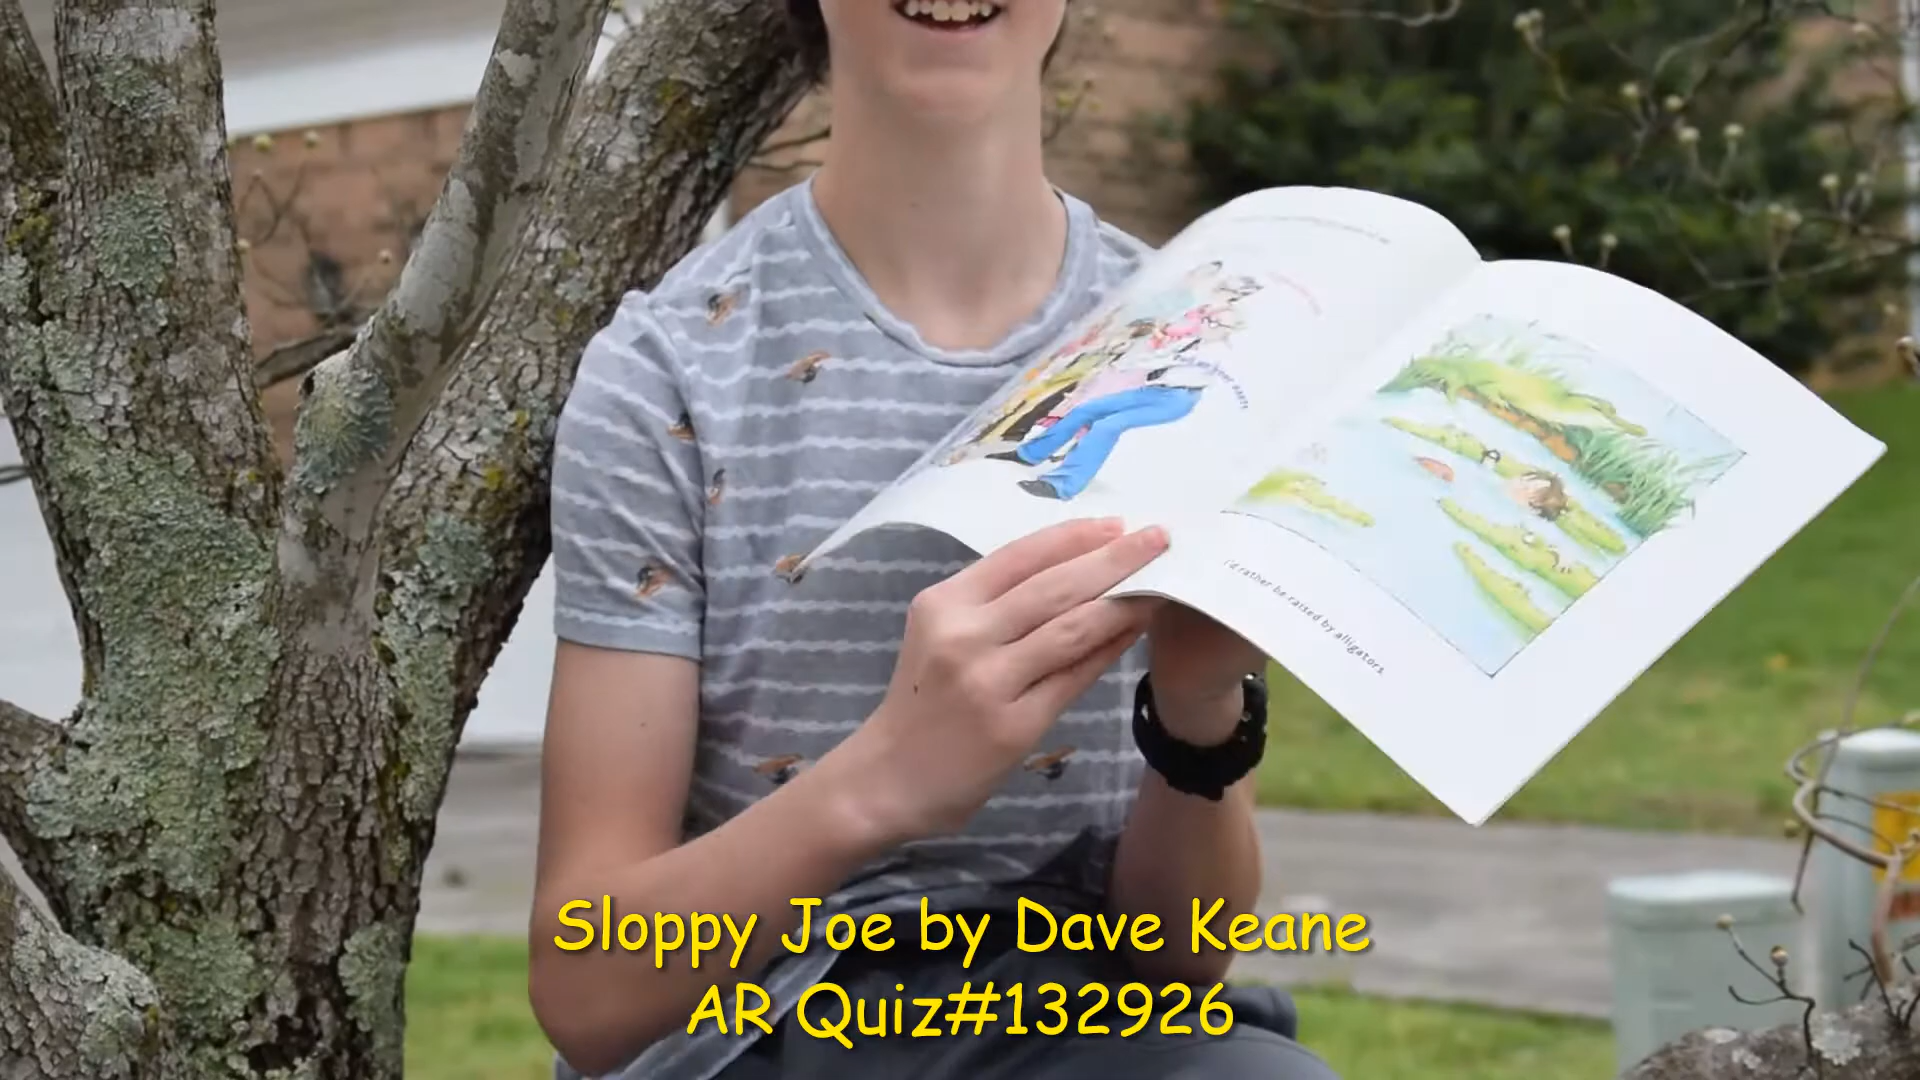 I'd rather be raised by alligators
Sloppy Joe by Dave Keane
AR Quiz#132926